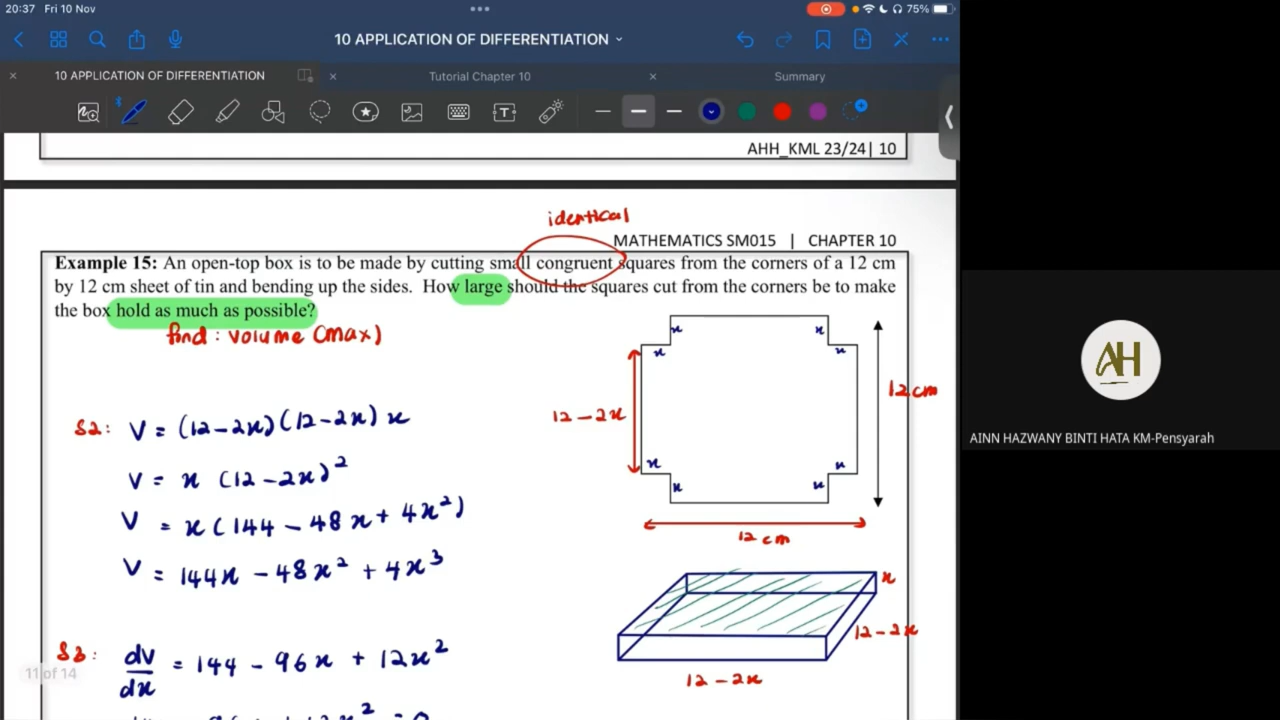 20:37 Fri 10 Nov
75%
10 APPLICATION OF DIFFERENTIATION
10 APPLICATION OF DIFFERENTIATION
Tutorial Chapter 10
Summary
AHH_KML 23/24| 10
identical
MATHEMATICS SM015 | CHAPTER 10
Example 15: An open-top box is to be made by cutting small congruent squares from the corners of a 12 cm
by 12 cm sheet of tin and bending up the sides. How large should the squares cut from the corners be to make
the box hold as much as possible?
find : volume (max)
x
x
x
x
12 cm
12 - 2x
S2: V = (12-2x)(12-2x) x
x
x
V = x (12-2x)²
x
x
V = x(144 - 48x + 4x²)
12 cm
V = 144x - 48x² + 4x³
x
12-2x
S3: dv/dx = 144 - 96x + 12x²
12-2x
11 of 14
AH
AINN HAZWANY BINTI HATA KM-Pensyarah